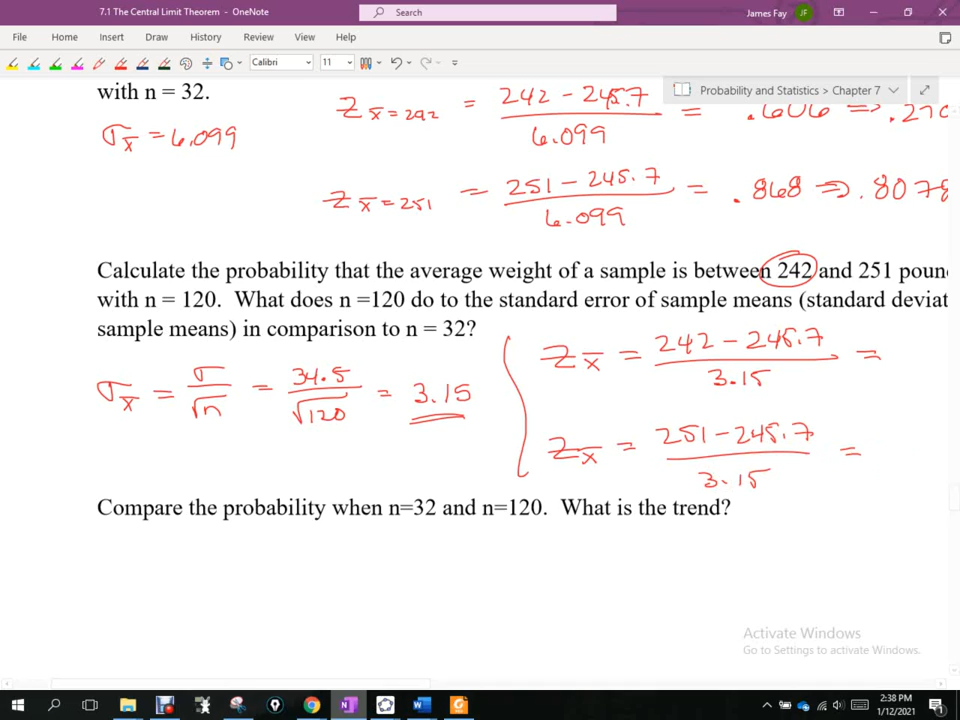 7.1 The Central Limit Theorem - OneNote
Search
James Fay
JF
File Home Insert Draw History Review View Help
Calibri 11
Probability and Statistics > Chapter 7
with n = 32.
σx̄ = 6.099
Z x̄ = 242 = 242 - 245.7 / 6.099 = .606 => .270
Z x̄ = 251 = 251 - 245.7 / 6.099 = .868 => .8078
Calculate the probability that the average weight of a sample is between 242 and 251 poun
with n = 120. What does n =120 do to the standard error of sample means (standard deviat
sample means) in comparison to n = 32?
σx̄ = σ / √n = 34.5 / √120 = 3.15
Zx̄ = 242 - 245.7 / 3.15 =
Zx̄ = 251 - 245.7 / 3.15 =
Compare the probability when n=32 and n=120. What is the trend?
Activate Windows
Go to Settings to activate Windows.
2:38 PM
1/12/2021